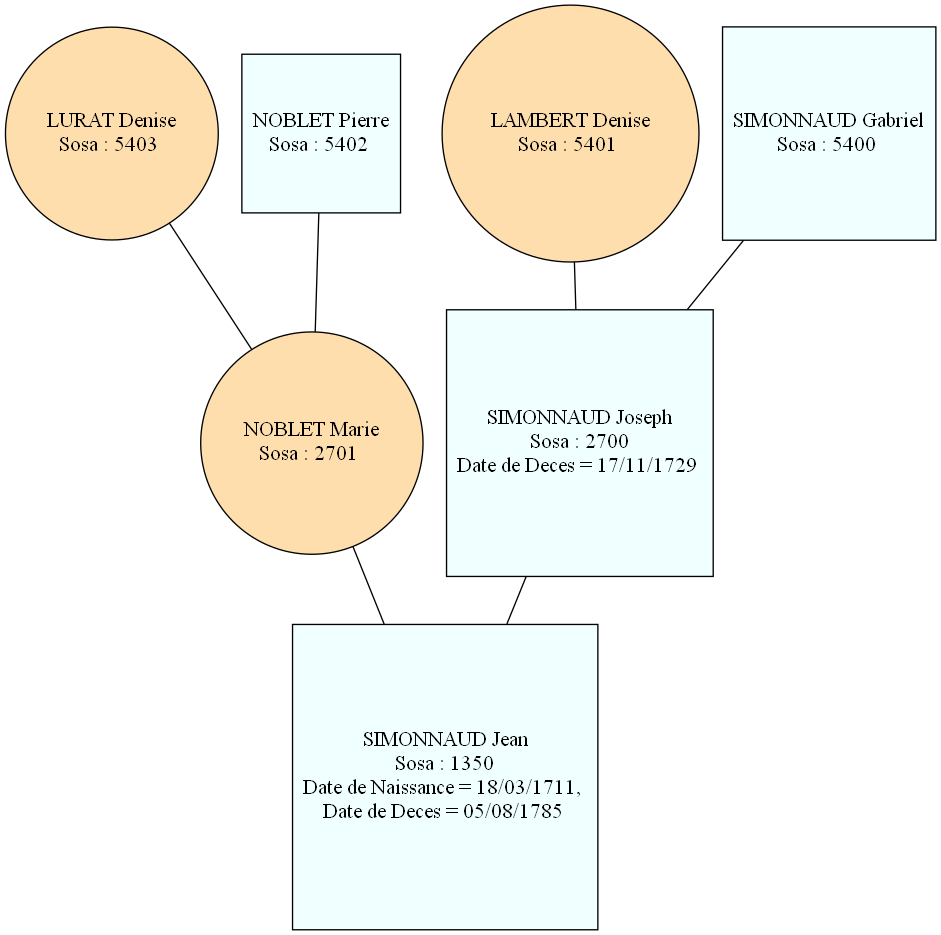 LURAT Denise
Sosa : 5403
NOBLET Pierre
Sosa : 5402
LAMBERT Denise
Sosa : 5401
SIMONNAUD Gabriel
Sosa : 5400
NOBLET Marie
Sosa : 2701
SIMONNAUD Joseph
Sosa : 2700
Date de Deces = 17/11/1729
SIMONNAUD Jean
Sosa : 1350
Date de Naissance = 18/03/1711,
Date de Deces = 05/08/1785